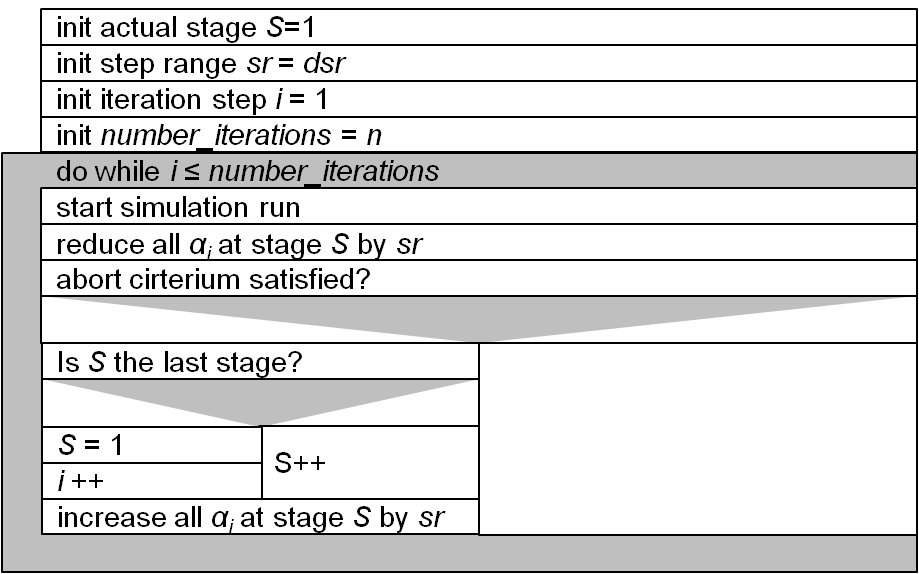 init actual stage S=1
init step range sr = dsr
init iteration step i = 1
init number_iterations = n
do while i ≤ number_iterations
start simulation run
reduce all αi at stage S by sr
abort cirterium satisfied?
Is S the last stage?
S = 1
i ++
S++
increase all αi at stage S by sr